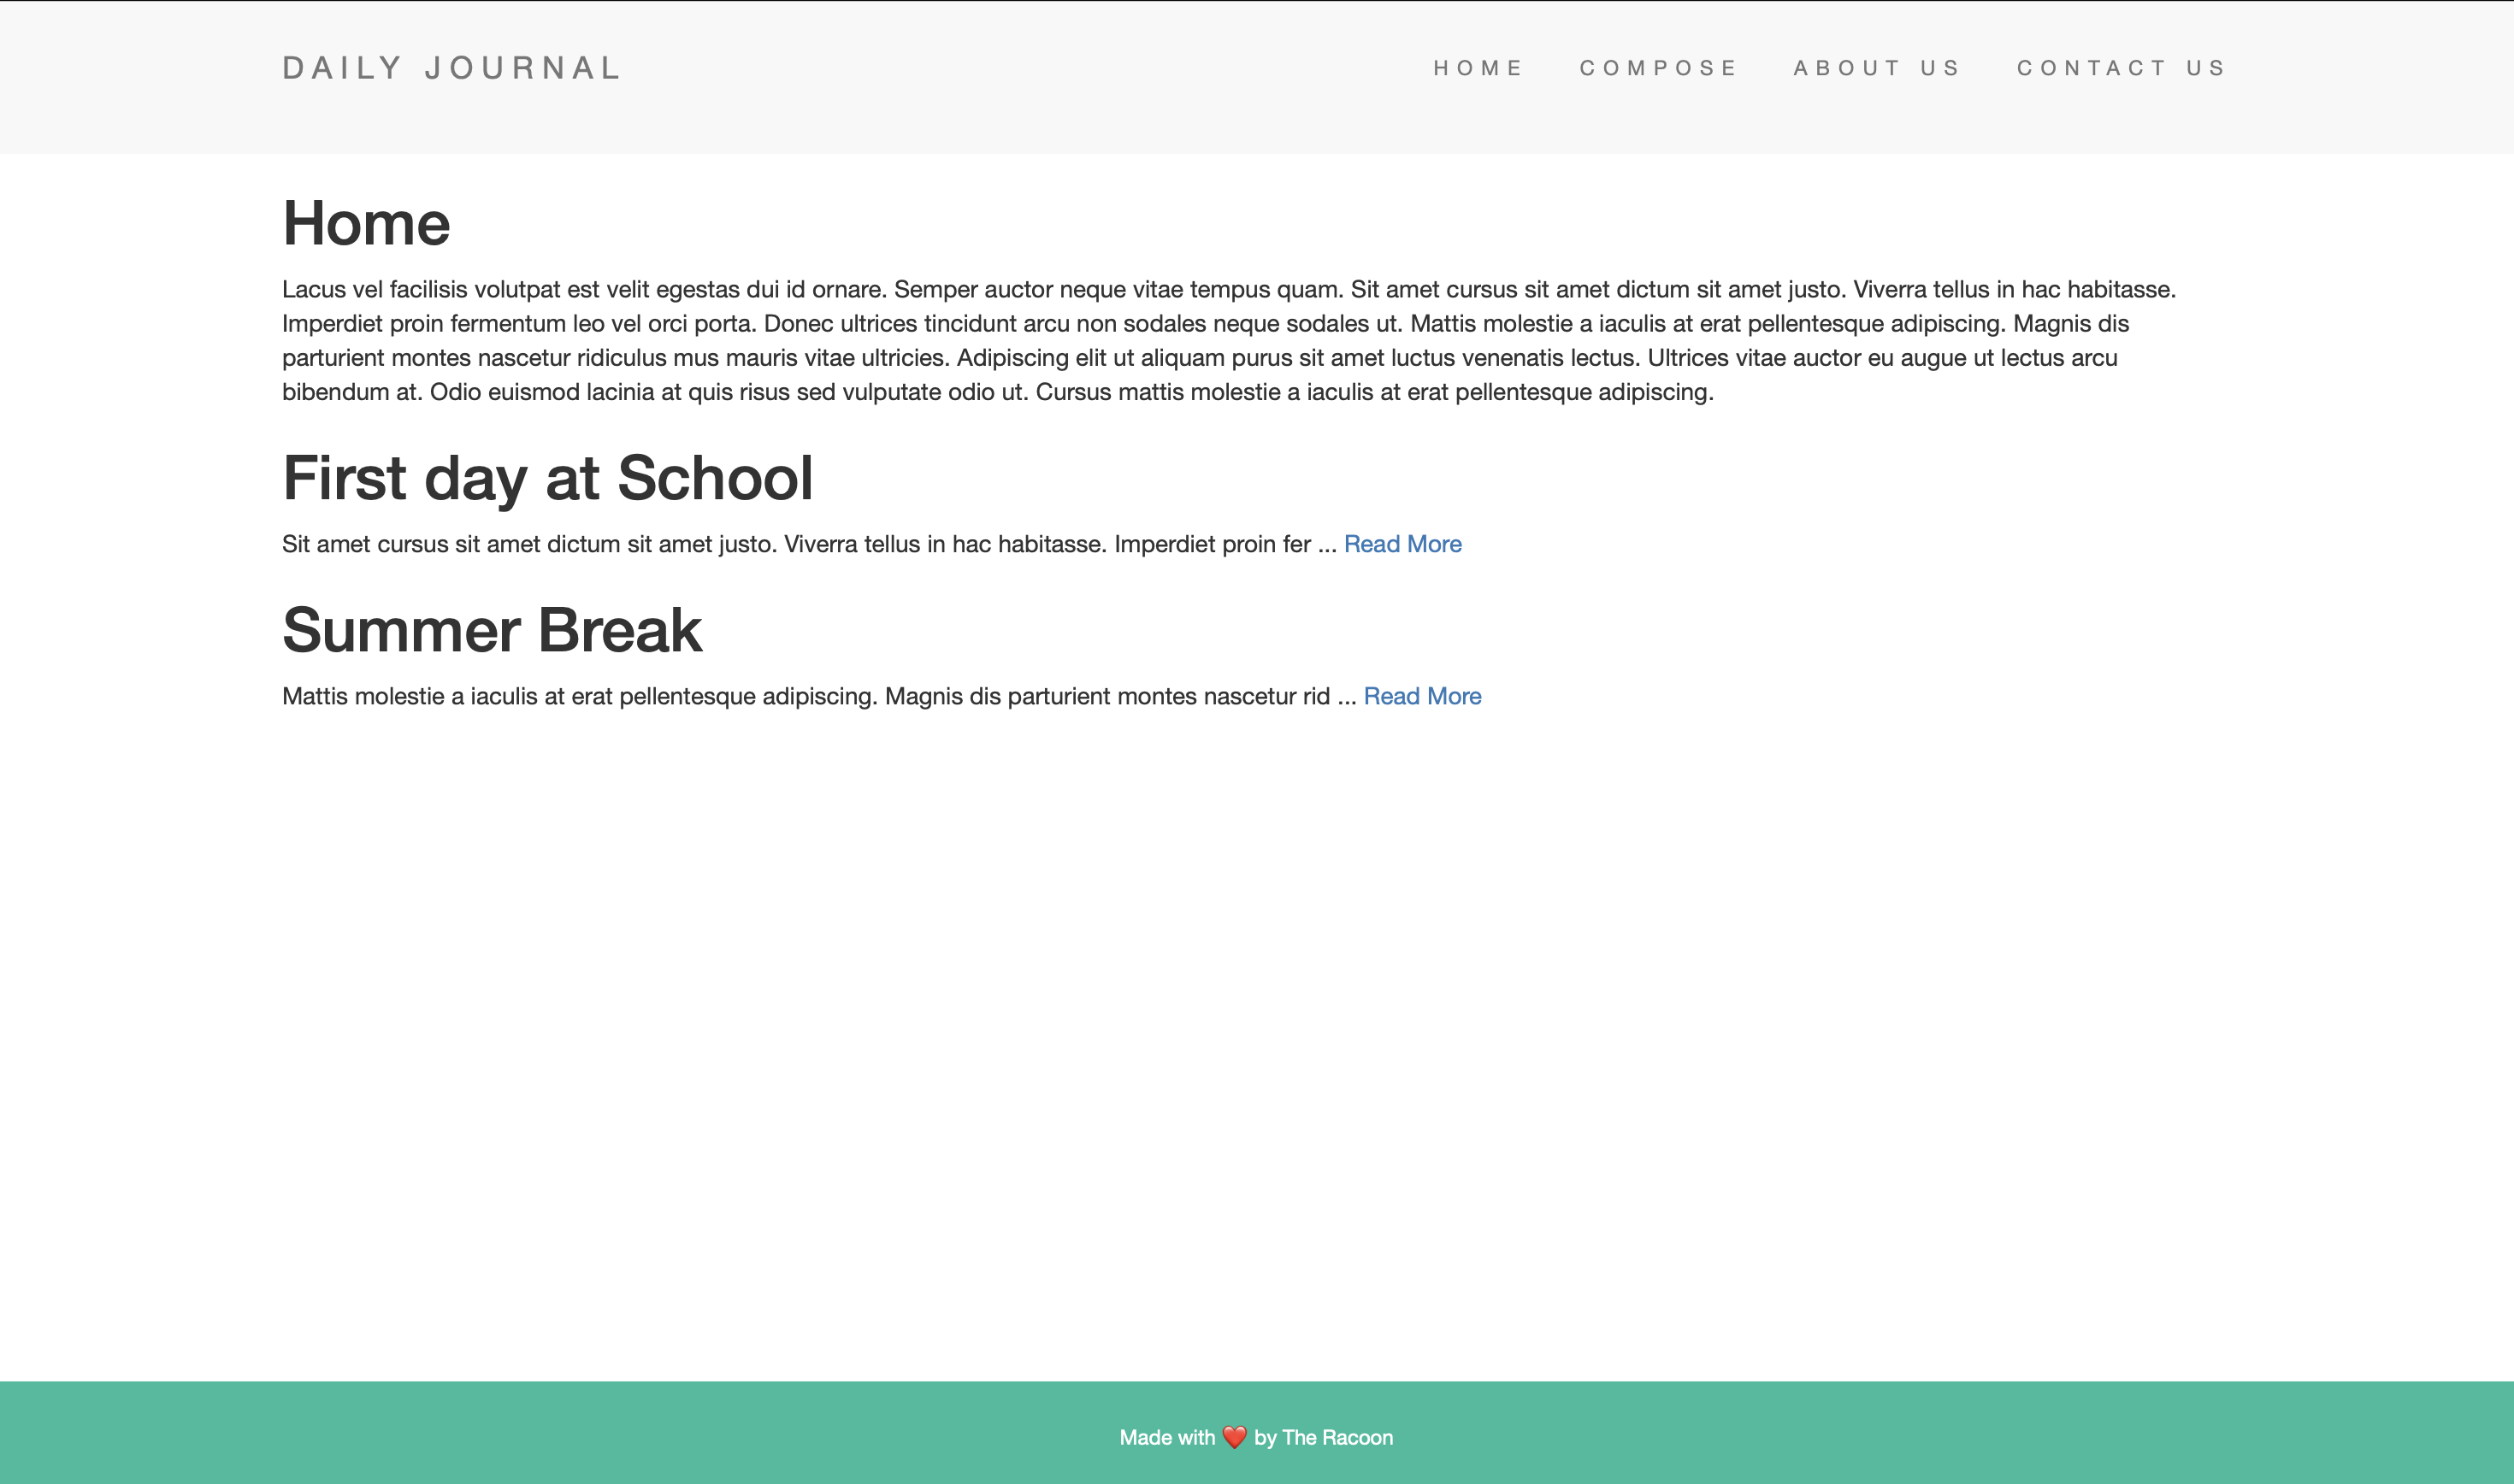 DAILY JOURNAL
HOME COMPOSE ABOUT US CONTACT US
Home
Lacus vel facilisis volutpat est velit egestas dui id ornare. Semper auctor neque vitae tempus quam. Sit amet cursus sit amet dictum sit amet justo. Viverra tellus in hac habitasse.
Imperdiet proin fermentum leo vel orci porta. Donec ultrices tincidunt arcu non sodales neque sodales ut. Mattis molestie a iaculis at erat pellentesque adipiscing. Magnis dis
parturient montes nascetur ridiculus mus mauris vitae ultricies. Adipiscing elit ut aliquam purus sit amet luctus venenatis lectus. Ultrices vitae auctor eu augue ut lectus arcu
bibendum at. Odio euismod lacinia at quis risus sed vulputate odio ut. Cursus mattis molestie a iaculis at erat pellentesque adipiscing.
First day at School
Sit amet cursus sit amet dictum sit amet justo. Viverra tellus in hac habitasse. Imperdiet proin fer ... Read More
Summer Break
Mattis molestie a iaculis at erat pellentesque adipiscing. Magnis dis parturient montes nascetur rid ... Read More
Made with ❤️ by The Racoon